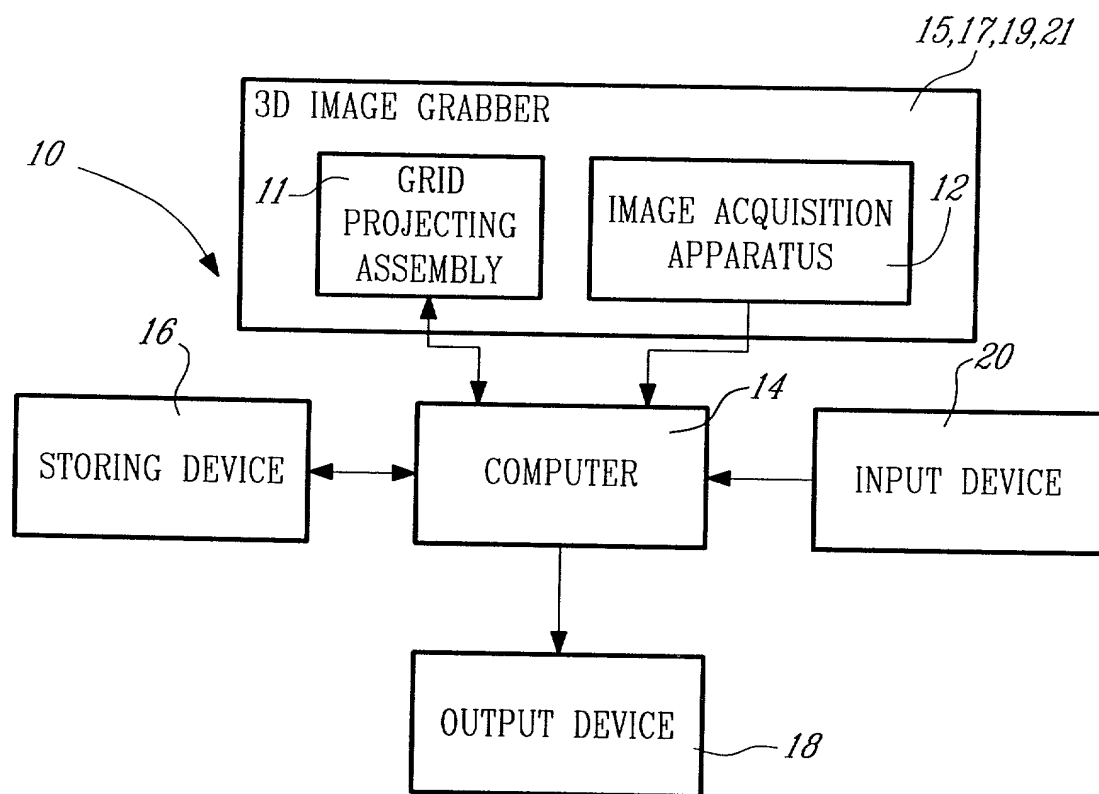 15,17,19,21
3D IMAGE GRABBER
10
11
GRID
PROJECTING
ASSEMBLY
IMAGE ACQUISITION
APPARATUS
12
16
14
20
STORING DEVICE
COMPUTER
INPUT DEVICE
OUTPUT DEVICE
18